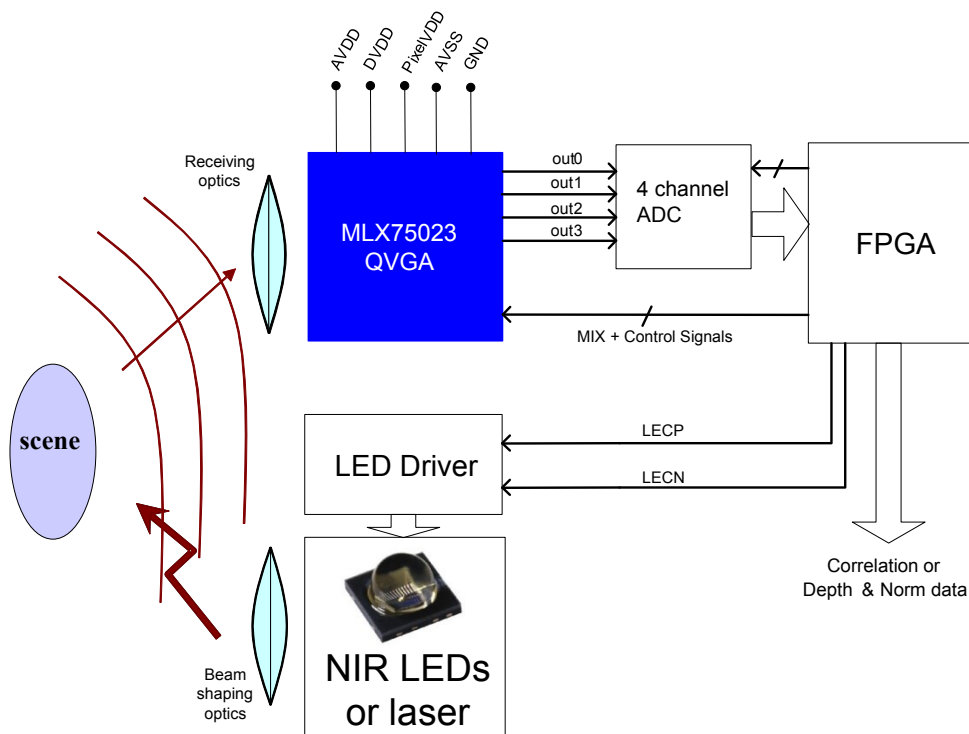 AVDD
DVDD
PixelVDD
AVSS
GND
Receiving
optics
MLX75023
QVGA
out0
out1
out2
out3
4 channel
ADC
FPGA
MIX + Control Signals
scene
LED Driver
LECP
LECN
Correlation or
Depth & Norm data
Beam
shaping
optics
NIR LEDs
or laser